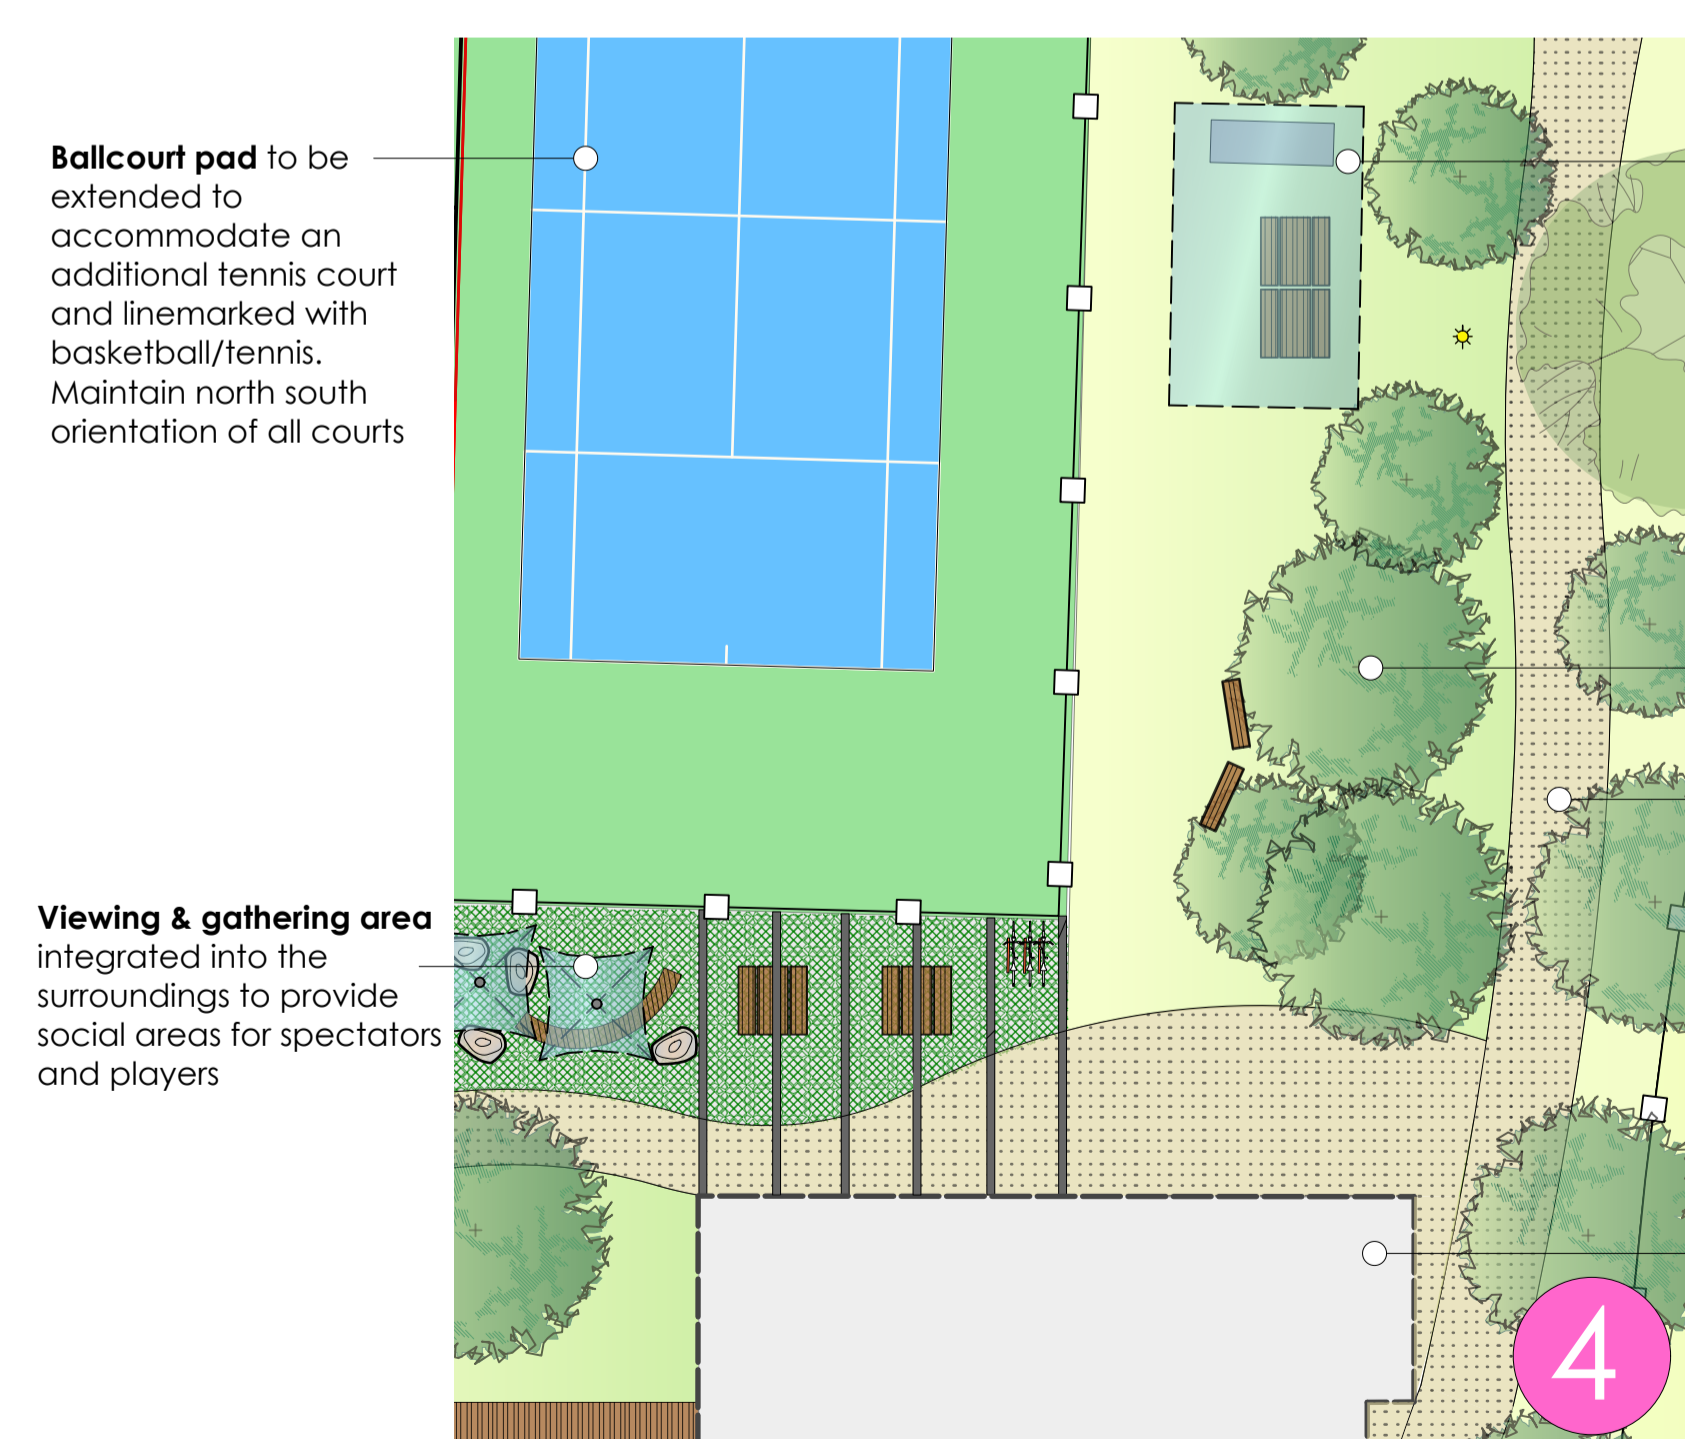 Ballcourt pad to be
extended to
accommodate an
additional tennis court
and linemarked with
basketball/tennis.
Maintain north south
orientation of all courts
Viewing & gathering area
integrated into the
surroundings to provide
social areas for spectators
and players
4